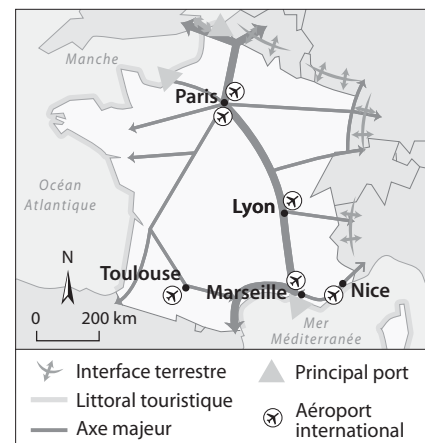 Manche
Paris
Océan
Atlantique
Lyon
N
Toulouse
Marseille
Nice
0 200 km
Mer
Méditerranée
Interface terrestre
Principal port
Littoral touristique
Aéroport
international
Axe majeur